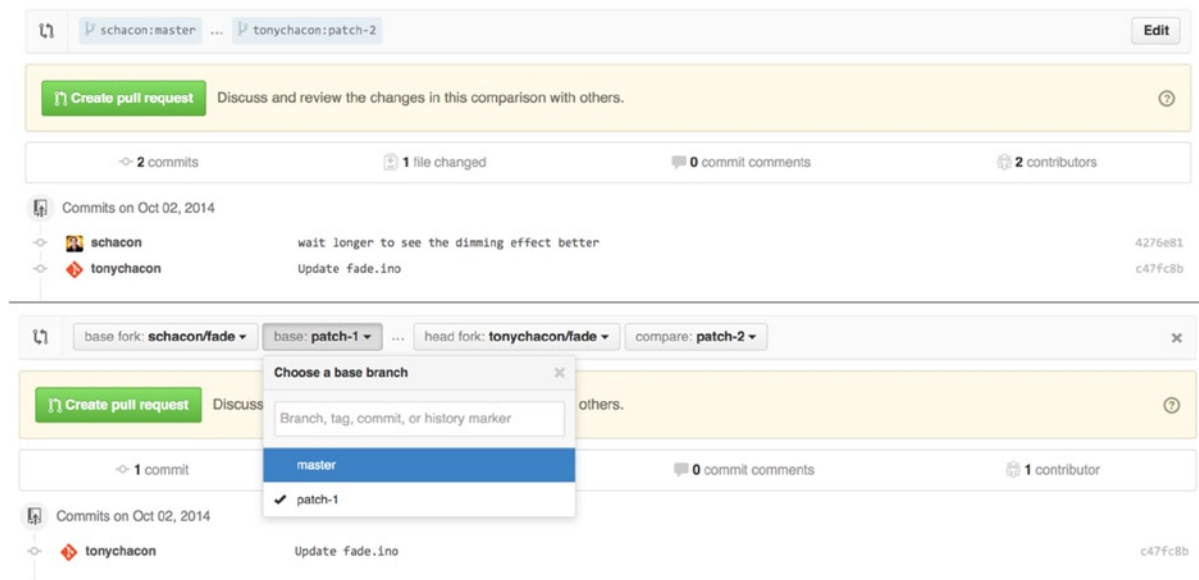 schacon:master ... tonychacon:patch-2 Edit
Create pull request Discuss and review the changes in this comparison with others.
2 commits 1 file changed 0 commit comments 2 contributors
Commits on Oct 02, 2014
schacon wait longer to see the dimming effect better 4276e81
tonychacon Update fade.ino c47fc8b
base fork: schacon/fade base: patch-1 ... head fork: tonychacon/fade compare: patch-2
Choose a base branch
Create pull request Discuss others.
Branch, tag, commit, or history marker
master
1 commit 0 commit comments 1 contributor
patch-1
Commits on Oct 02, 2014
tonychacon Update fade.ino c47fc8b